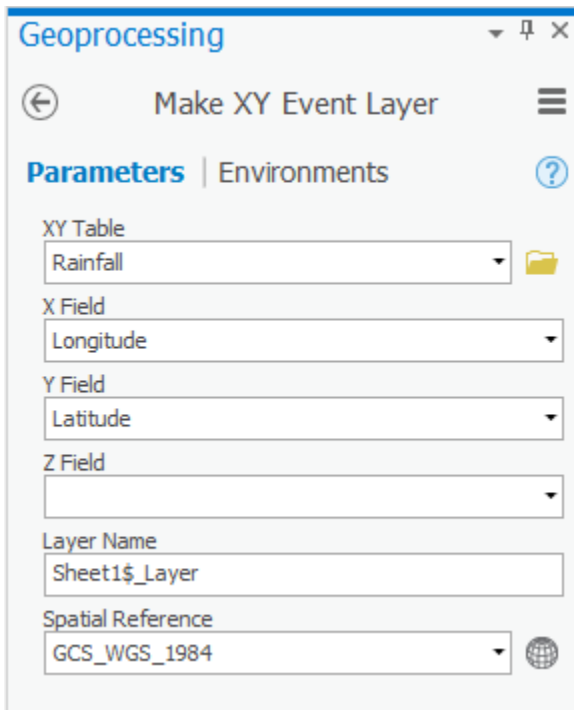 Geoprocessing
Make XY Event Layer
Parameters | Environments
XY Table
Rainfall
X Field
Longitude
Y Field
Latitude
Z Field
Layer Name
Sheet1$_Layer
Spatial Reference
GCS_WGS_1984